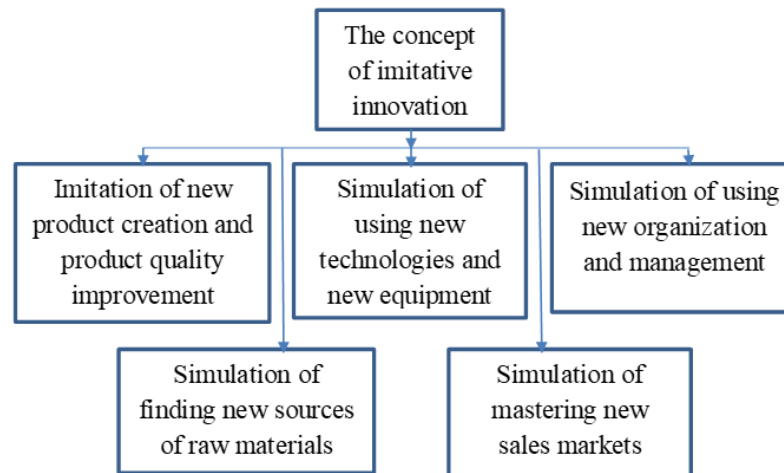 The concept
of imitative
innovation
Imitation of new
product creation and
product quality
improvement
Simulation of
using new
technologies and
new equipment
Simulation of using
new organization
and management
Simulation of
finding new sources
of raw materials
Simulation of
mastering new
sales markets